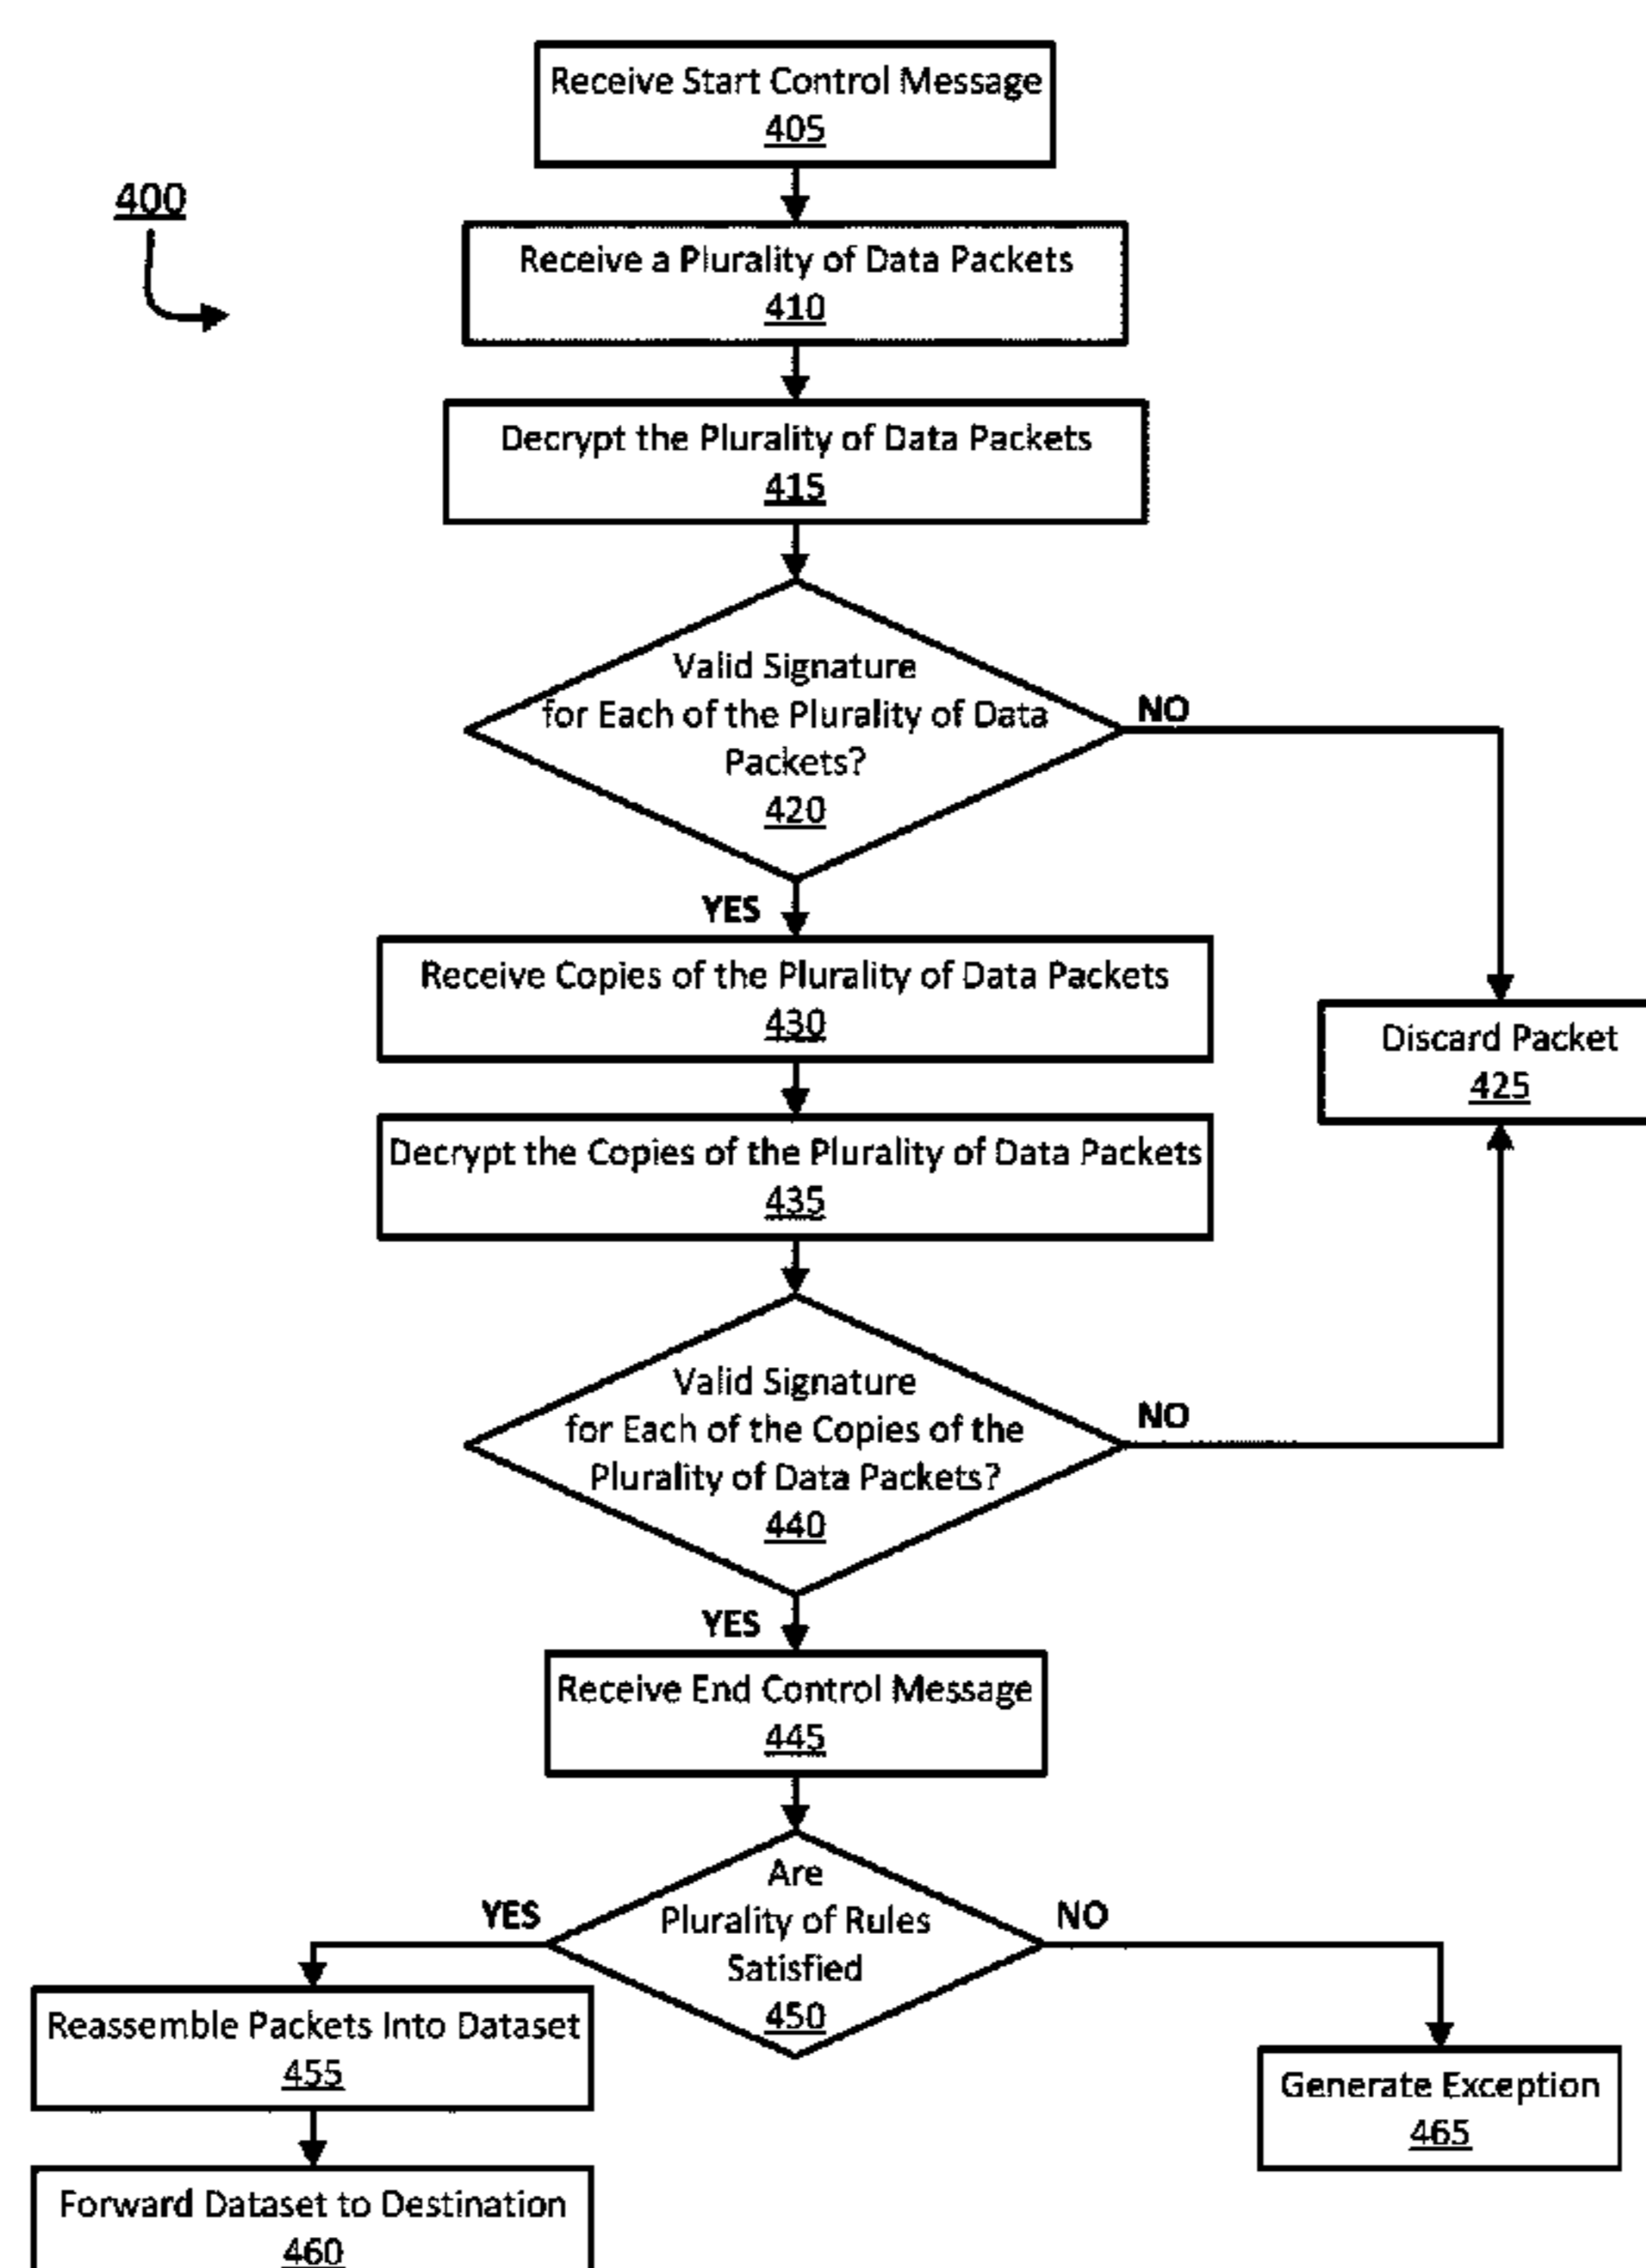 Receive Start Control Message
405
400
Receive a Plurality of Data Packets
410
Decrypt the Plurality of Data Packets
415
Valid Signature
for Each of the Plurality of Data
Packets?
420
NO
YES
Receive Copies of the Plurality of Data Packets
430
Discard Packet
425
Decrypt the Copies of the Plurality of Data Packets
435
Valid Signature
for Each of the Copies of the
Plurality of Data Packets?
440
NO
YES
Receive End Control Message
445
Are
Plurality of Rules
Satisfied
450
YES
NO
Reassemble Packets Into Dataset
455
Generate Exception
465
Forward Dataset to Destination
460